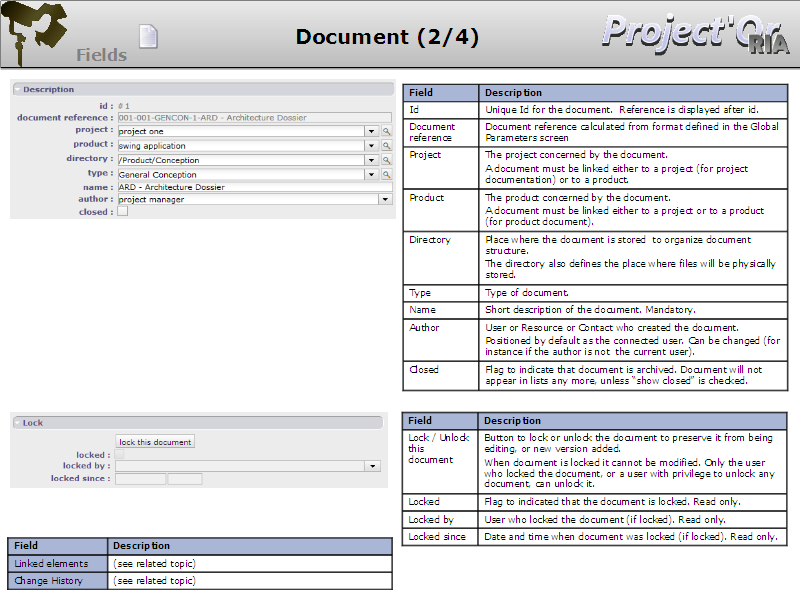 Fields
Document (2/4)
Project'Or
RIA
Description
id : # 1
document reference : 001-001-GENCON-1-ARD - Architecture Dossier
project : project one
product : swing application
directory : /Product/Conception
type : General Conception
name : ARD - Architecture Dossier
author : project manager
closed :
Field Description
Id Unique Id for the document. Reference is displayed after id.
Document reference
Document reference calculated from format defined in the Global
Parameters screen
Project The project concerned by the document.
A document must be linked either to a project (for project
documentation) or to a product.
Product The product concerned by the document.
A document must be linked either to a project or to a product
(for product document).
Directory Place where the document is stored to organize document
structure.
The directory also defines the place where files will be physically
stored.
Type Type of document.
Name Short description of the document. Mandatory.
Author User or Resource or Contact who created the document.
Positioned by default as the connected user. Can be changed (for
instance if the author is not the current user).
Closed Flag to indicate that document is archived. Document will not
appear in lists any more, unless "show closed" is checked.
Lock
lock this document
locked :
locked by :
locked since :
Field Description
Lock / Unlock
this
document
Button to lock or unlock the document to preserve it from being
editing, or new version added.
When document is locked it cannot be modified. Only the user
who locked the document, or a user with privilege to unlock any
document, can unlock it.
Locked Flag to indicated that the document is locked. Read only.
Locked by User who locked the document (if locked). Read only.
Locked since Date and time when document was locked (if locked). Read only.
Field Description
Linked elements (see related topic)
Change History (see related topic)